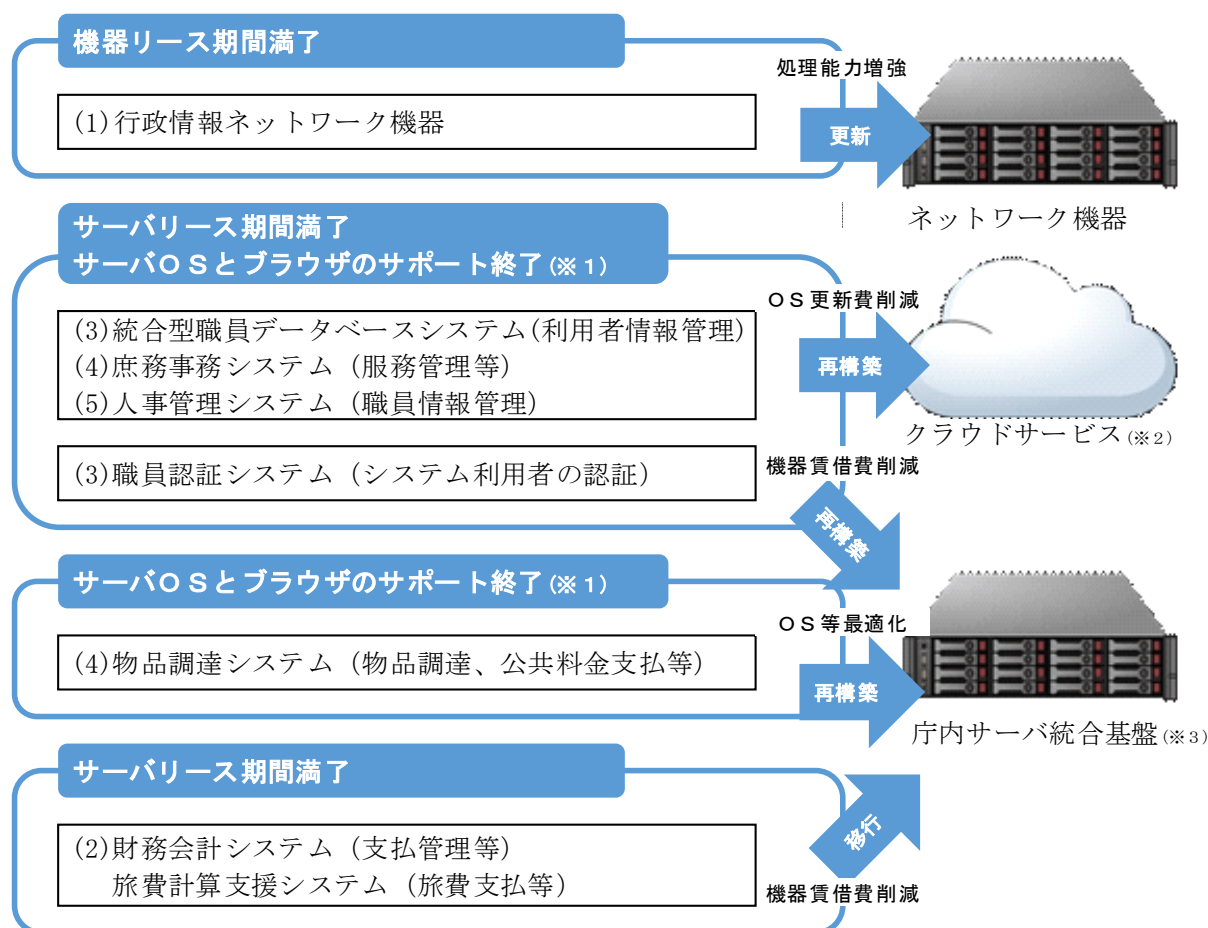 機器リース期間満了
(1)行政情報ネットワーク機器
処理能力増強
更新
ネットワーク機器
サーバリース期間満了
サーバＯＳとブラウザのサポート終了(※1)
(3)統合型職員データベースシステム(利用者情報管理)
(4)庶務事務システム（服務管理等）
(5)人事管理システム（職員情報管理）
ＯＳ更新費削減
再構築
クラウドサービス(※2)
(3)職員認証システム（システム利用者の認証）
機器賃借費削減
再構築
サーバＯＳとブラウザのサポート終了(※1)
(4)物品調達システム（物品調達、公共料金支払等）
ＯＳ等最適化
再構築
庁内サーバ統合基盤(※3)
サーバリース期間満了
(2)財務会計システム（支払管理等）
旅費計算支援システム（旅費支払等）
移行
機器賃借費削減